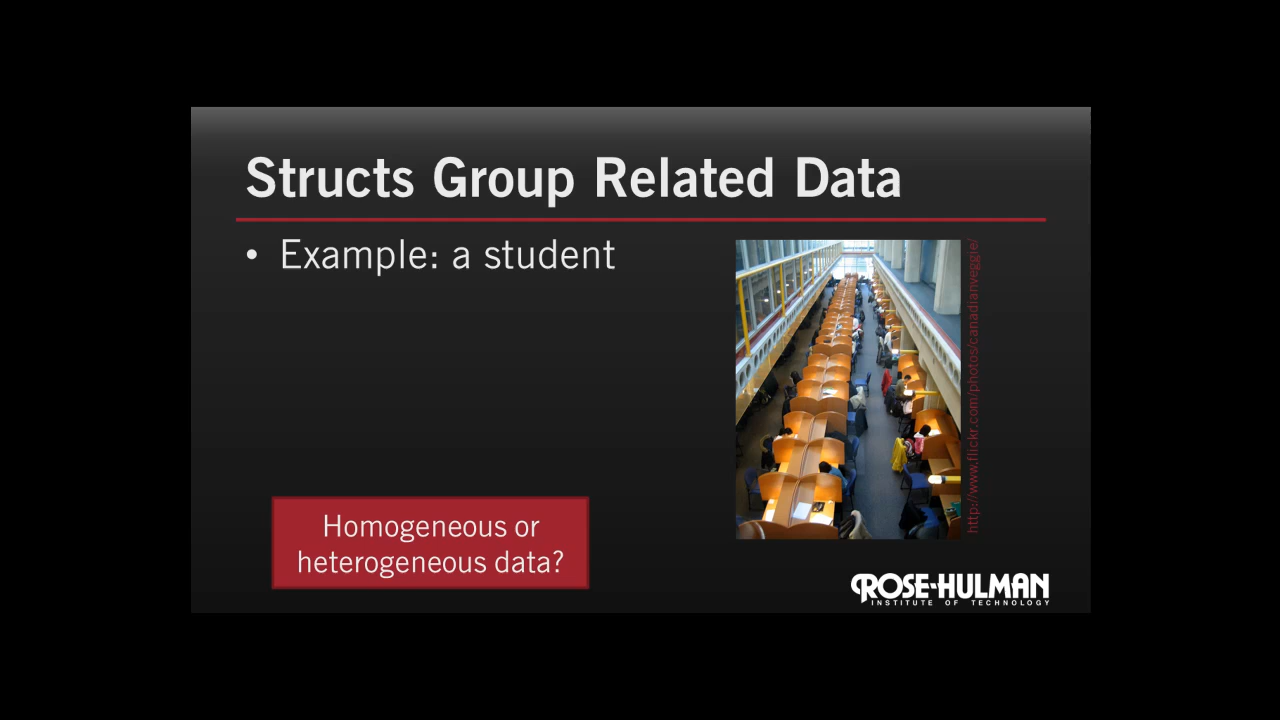 Structs Group Related Data
• Example: a student
http://www.flickr.com/photos/canadianveggie/
Homogeneous or
heterogeneous data?
ROSE-HULMAN
INSTITUTE OF TECHNOLOGY